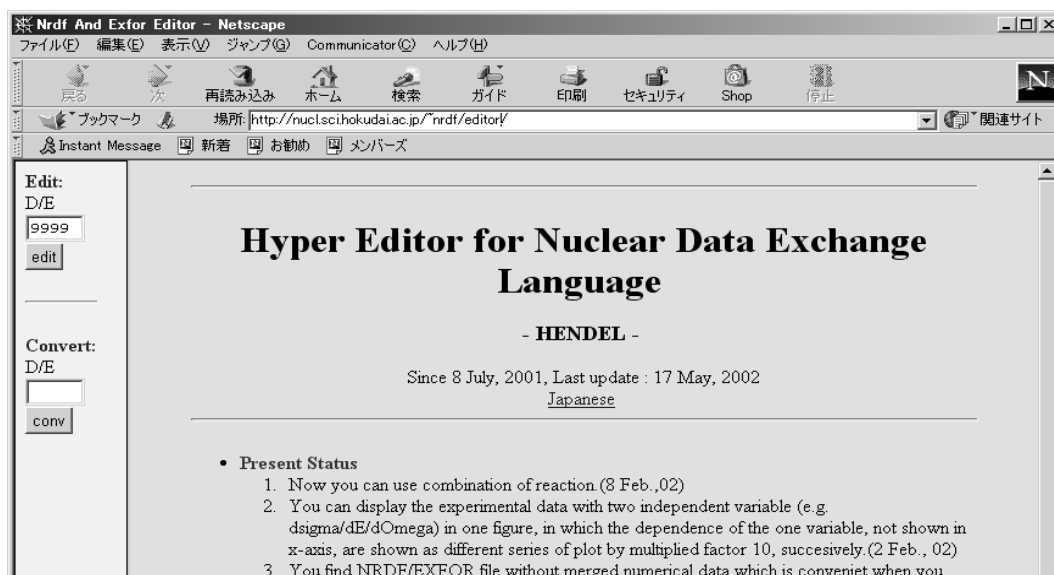 Nrdf And Exfor Editor - Netscape
ファイル(F) 編集(E) 表示(V) ジャンプ(G) Communicator(C) ヘルプ(H)
戻る 次 再読み込み ホーム 検索 ガイド 印刷 セキュリティ Shop 停止
N
ブックマーク 場所: http://nucl.sci.hokudai.ac.jp/~nrdf/editor/ 関連サイト
Instant Message 新着 お勧め メンバーズ
Edit:
D/E
9999
edit
Convert:
D/E
conv
Hyper Editor for Nuclear Data Exchange
Language
- HENDEL -
Since 8 July, 2001, Last update : 17 May, 2002
Japanese
• Present Status
1. Now you can use combination of reaction.(8 Feb.,02)
2. You can display the experimental data with two independent variable (e.g.
dsigma/dE/dOmega) in one figure, in which the dependence of the one variable, not shown in
x-axis, are shown as different series of plot by multiplied factor 10, succesively.(2 Feb., 02)
3. You find NRDF/EXFOR file without merged numerical data which is conveniet when you